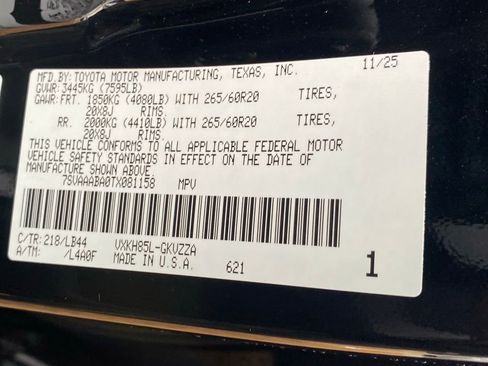 MFD.BY:TOYOTA MOTOR MANUFACTURING, TEXAS, INC. 11/25
GVWR:3445KG (7595LB)
GAWR:FRT. 1850KG (4080LB) WITH 265/60R20 TIRES,
20X8J RIMS.
RR. 2000KG (4410LB) WITH 265/60R20 TIRES,
20X8J RIMS.
THIS VEHICLE CONFORMS TO ALL APPLICABLE FEDERAL MOTOR
VEHICLE SAFETY STANDARDS IN EFFECT ON THE DATE OF
MANUFACTURE SHOWN ABOVE.
7SVAAABA0TX081158 MPV
C/TR:218/LB44 VXKH85L-GKVZZA
A/TM: /L4A0F MADE IN U.S.A. 621 1